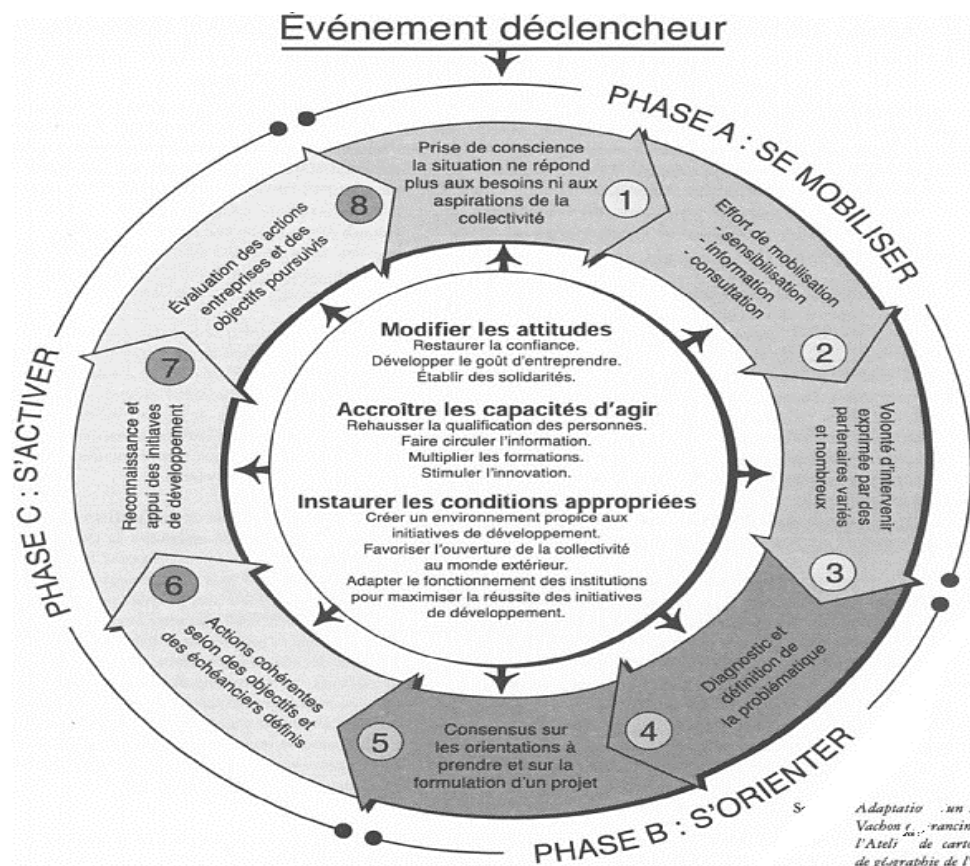 Événement déclencheur
PHASE A : SE MOBILISER
Prise de conscience
la situation ne répond
plus aux besoins ni aux
aspirations de la
collectivité
1
Effort de mobilisation
- sensibilisation
- information
- consultation
2
Volonté d'intervenir
exprimée par des
partenaires variés
et nombreux
3
PHASE B : S'ORIENTER
Diagnostic et
définition de
la problématique
4
Consensus sur
les orientations à
prendre et sur la
formulation d'un projet
5
PHASE C : S'ACTIVER
Actions cohérentes
selon des objectifs et
des échéanciers définis
6
Reconnaissance et
appui des initiaves
de développement
7
Évaluation des actions
entreprises et des
objectifs poursuivis
8
Modifier les attitudes
Restaurer la confiance.
Développer le goût d'entreprendre.
Établir des solidarités.
Accroître les capacités d'agir
Rehausser la qualification des personnes.
Faire circuler l'information.
Multiplier les formations.
Stimuler l'innovation.
Instaurer les conditions appropriées
Créer un environnement propice aux
initiatives de développement.
Favoriser l'ouverture de la collectivité
au monde extérieur.
Adapter le fonctionnement des institutions
pour maximiser la réussite des initiatives
de développement.
un
Vachon
de
de géographie de